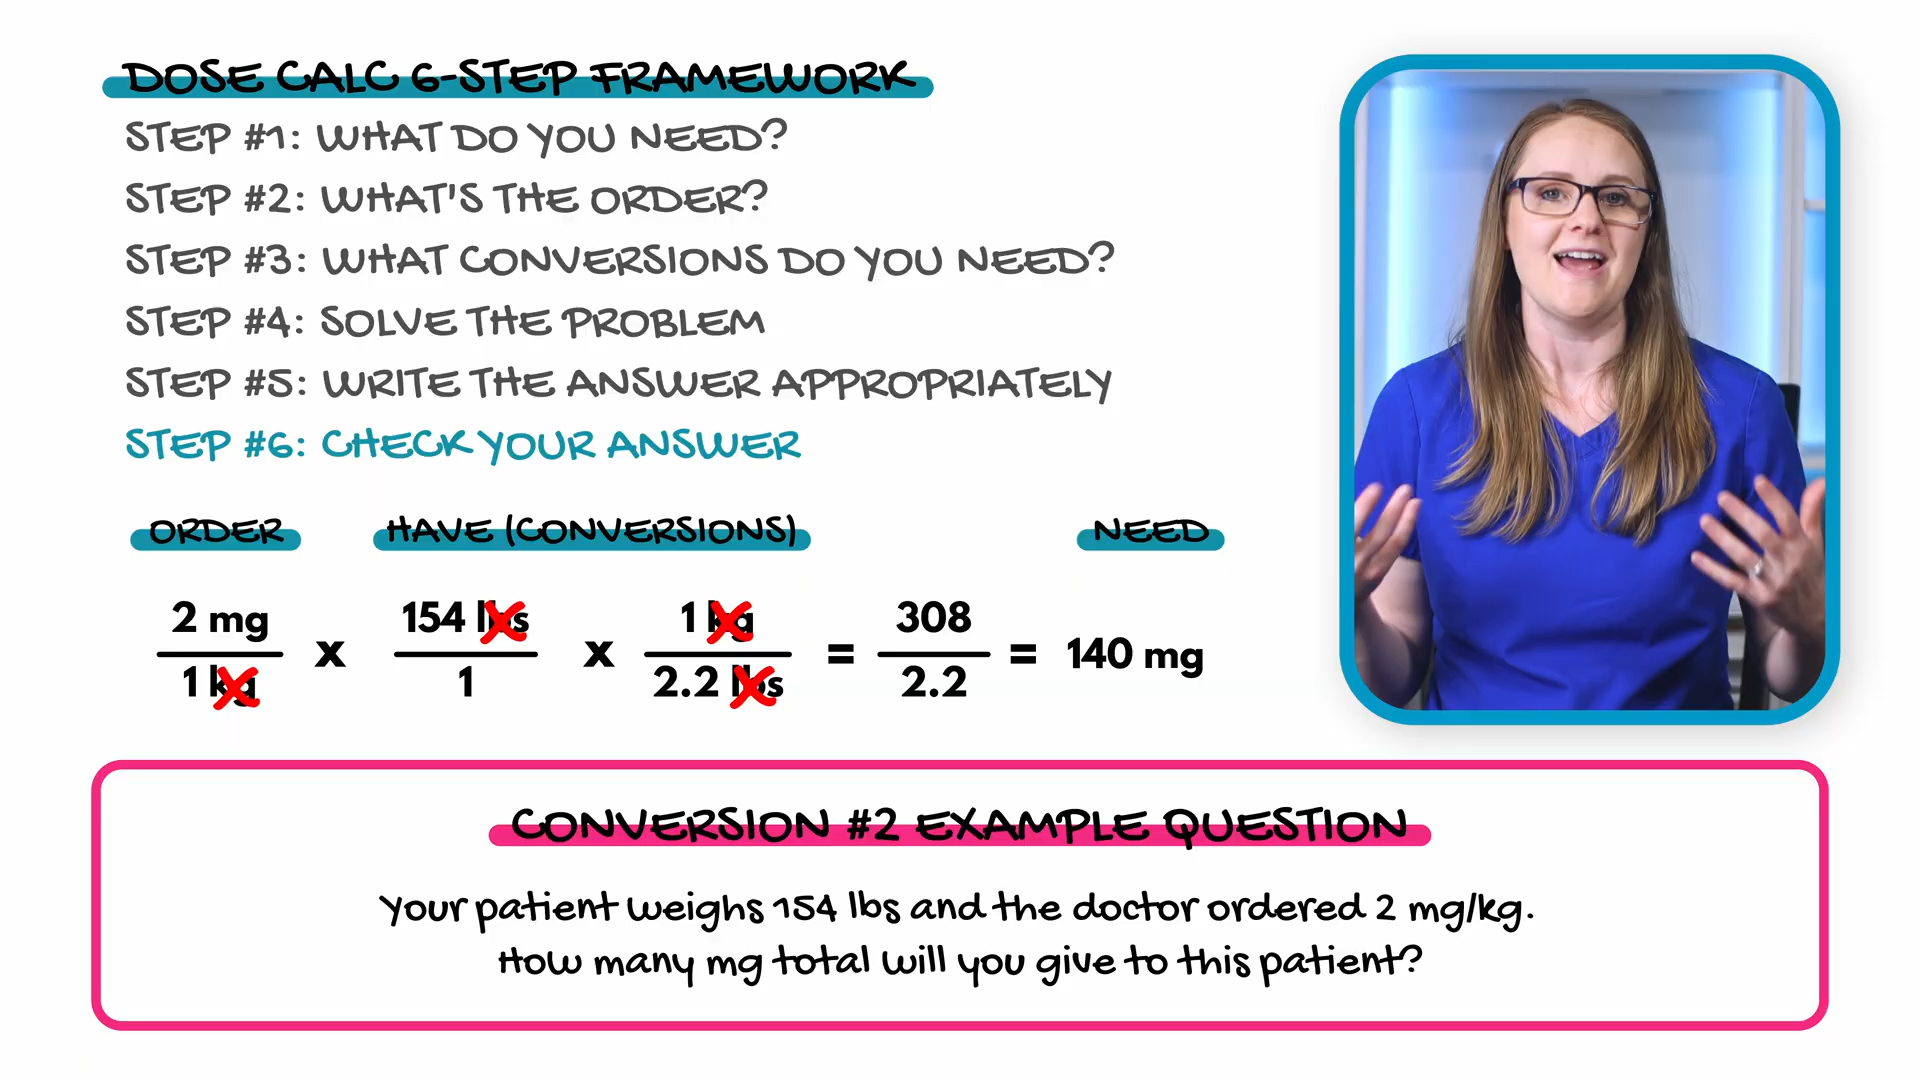 DOSE CALC 6-STEP FRAMEWORK
STEP #1: WHAT DO YOU NEED?
STEP #2: WHAT'S THE ORDER?
STEP #3: WHAT CONVERSIONS DO YOU NEED?
STEP #4: SOLVE THE PROBLEM
STEP #5: WRITE THE ANSWER APPROPRIATELY
STEP #6: CHECK YOUR ANSWER
ORDER HAVE (CONVERSIONS) NEED
2 mg 154 lbs 1 kg 308
x x = = 140 mg
1 kg 1 2.2 lbs 2.2
CONVERSION #2 EXAMPLE QUESTION
Your patient weighs 154 lbs and the doctor ordered 2 mg/kg.
How many mg total will you give to this patient?